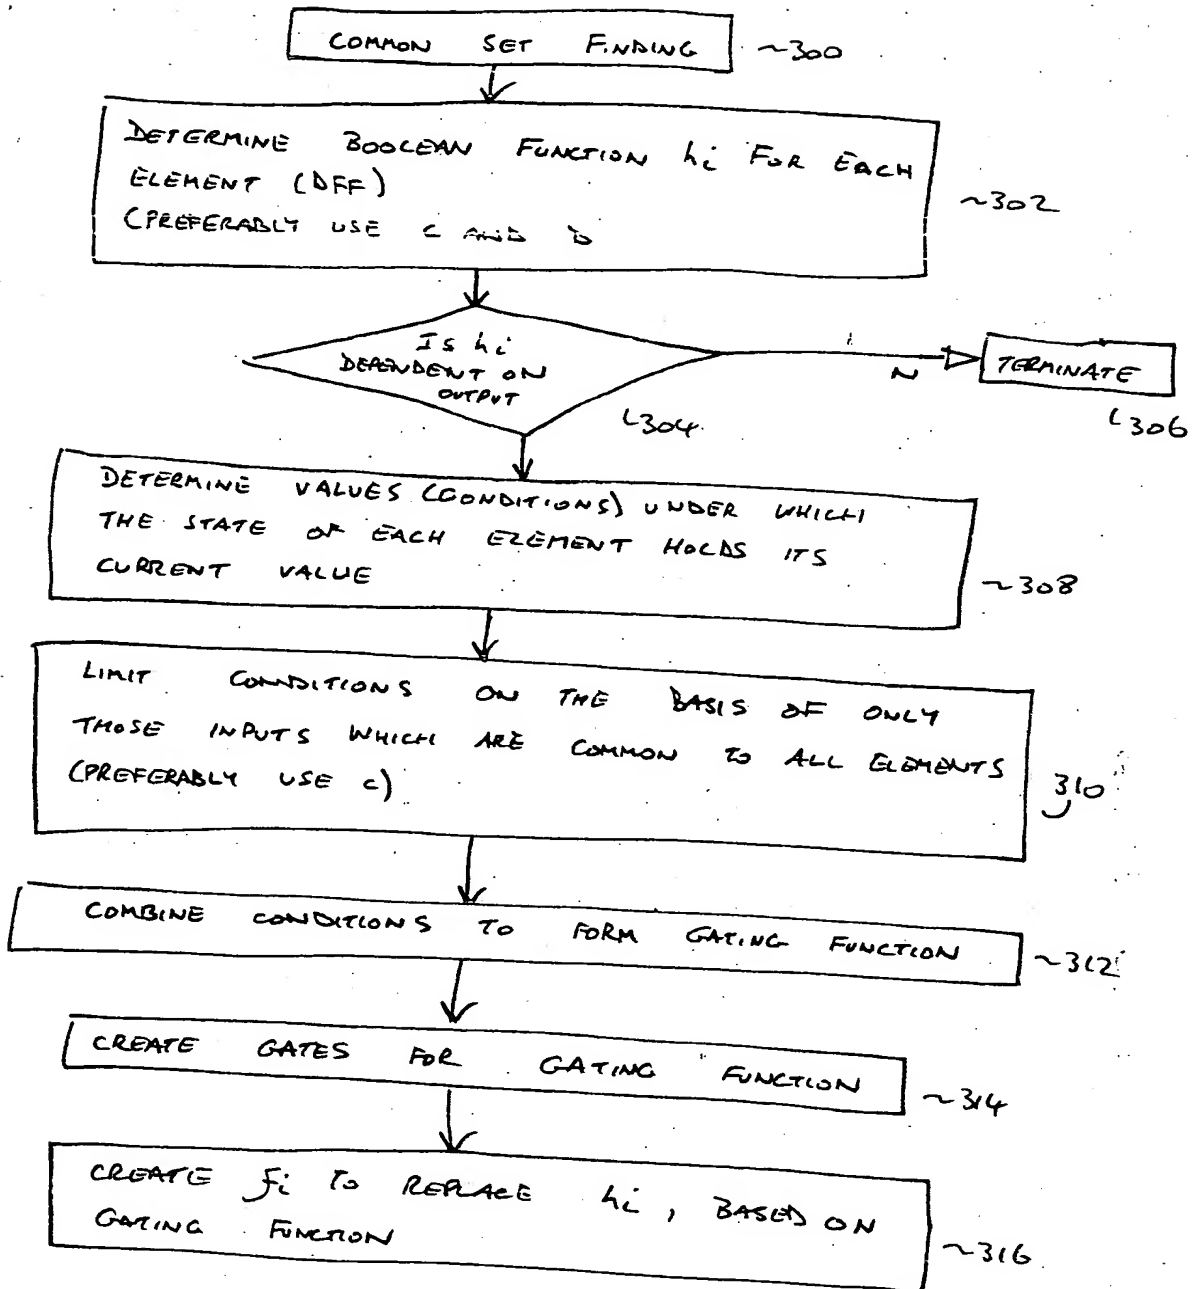 COMMON SET FINDING ~300
DETERMINE BOOLEAN FUNCTION hi FOR EACH
ELEMENT (DFF)
(PREFERABLY USE C AND D
~302
Is hi
DEPENDENT ON
OUTPUT
304
N
TERMINATE
306
DETERMINE VALUES (CONDITIONS) UNDER WHICH
THE STATE OF EACH ELEMENT HOLDS ITS
CURRENT VALUE
~308
LIMIT CONDITIONS ON THE BASIS OF ONLY
THOSE INPUTS WHICH ARE COMMON TO ALL ELEMENTS
(PREFERABLY USE C)
310
COMBINE CONDITIONS TO FORM GATING FUNCTION ~312
CREATE GATES FOR GATING FUNCTION ~314
CREATE fi TO REPLACE hi, BASED ON
GATING FUNCTION
~316